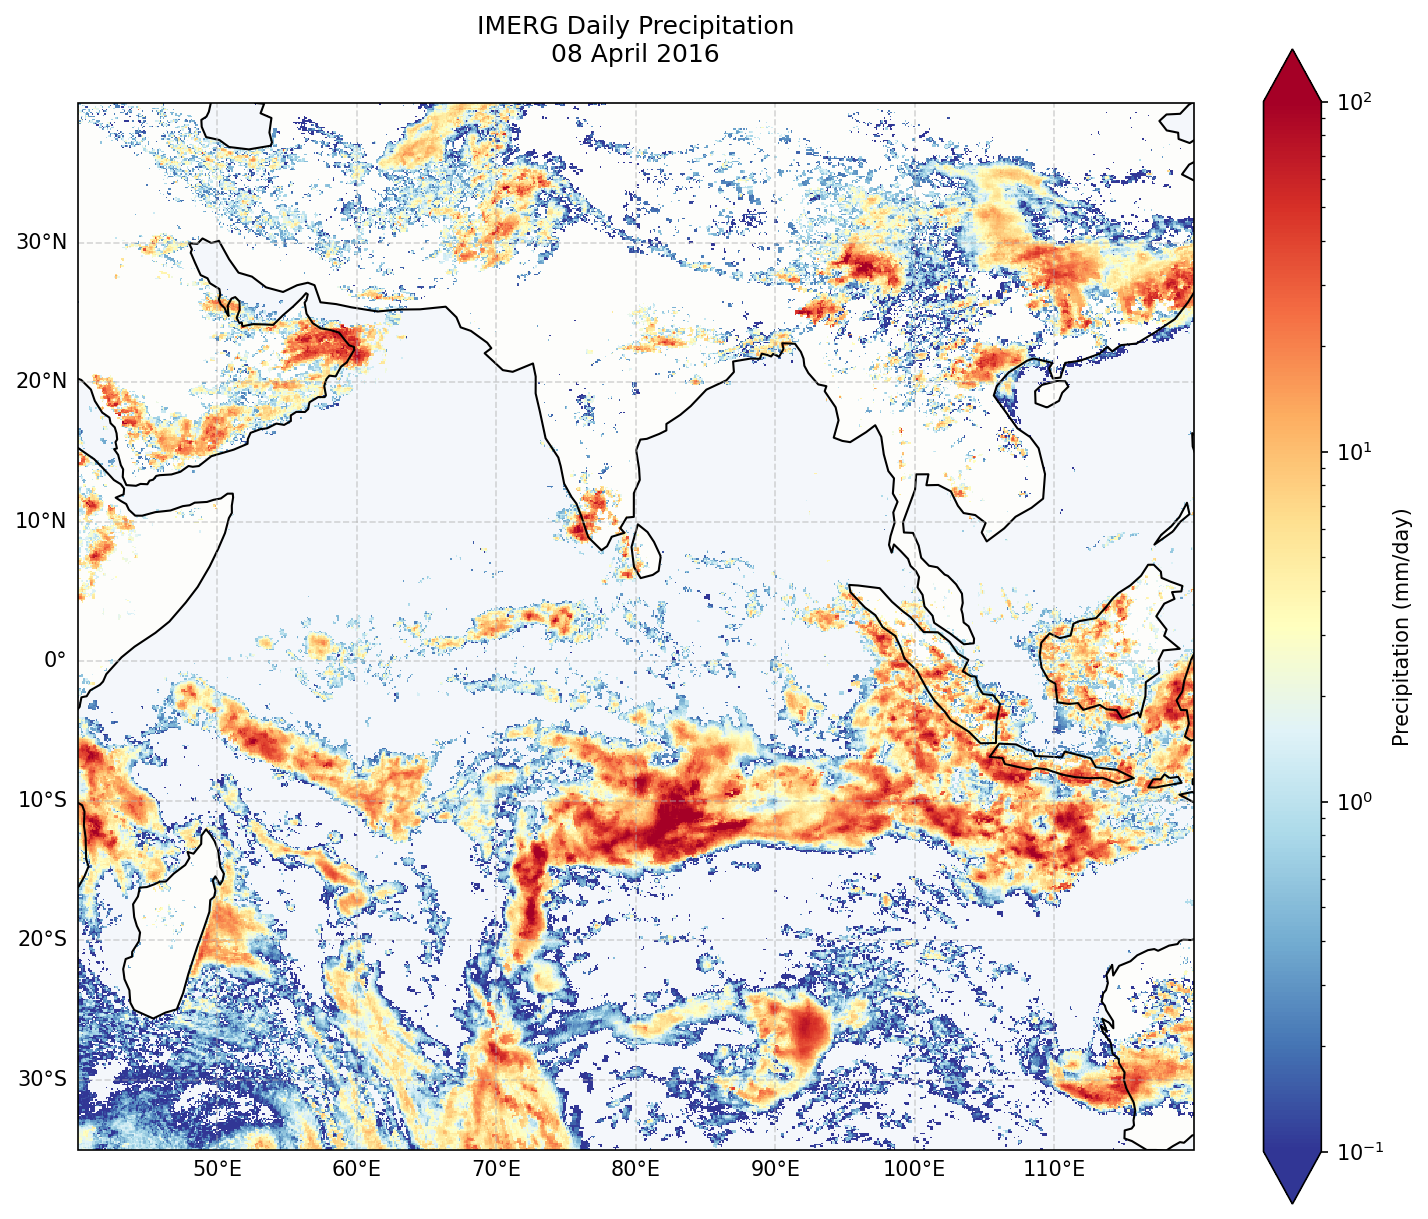 IMERG Daily Precipitation
08 April 2016
30°N
20°N
10°N
0°
10°S
20°S
30°S
50°E 60°E 70°E 80°E 90°E 100°E 110°E
10²
10¹
10⁰
10⁻¹
Precipitation (mm/day)